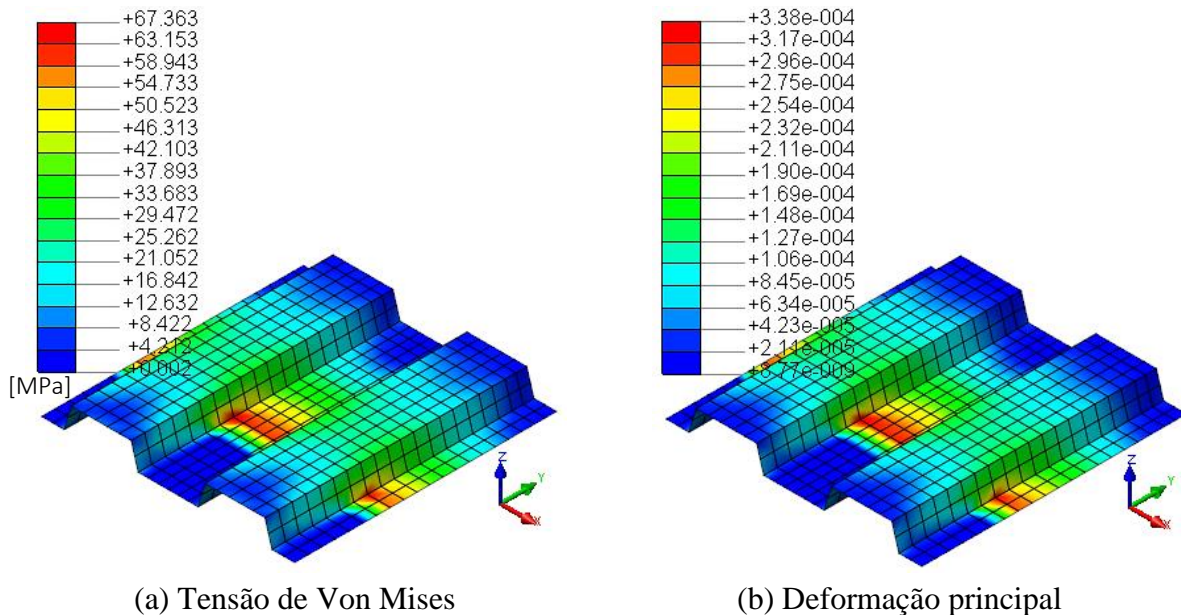 +67.363
+63.153
+58.943
+54.733
+50.523
+46.313
+42.103
+37.893
+33.683
+29.472
+25.262
+21.052
+16.842
+12.632
+8.422
+4.212
+0.002
[MPa]
Z
Y
X
(a) Tensão de Von Mises
+3.38e-004
+3.17e-004
+2.96e-004
+2.75e-004
+2.54e-004
+2.32e-004
+2.11e-004
+1.90e-004
+1.69e-004
+1.48e-004
+1.27e-004
+1.06e-004
+8.45e-005
+6.34e-005
+4.23e-005
+2.11e-005
+8.77e-009
Z
Y
X
(b) Deformação principal